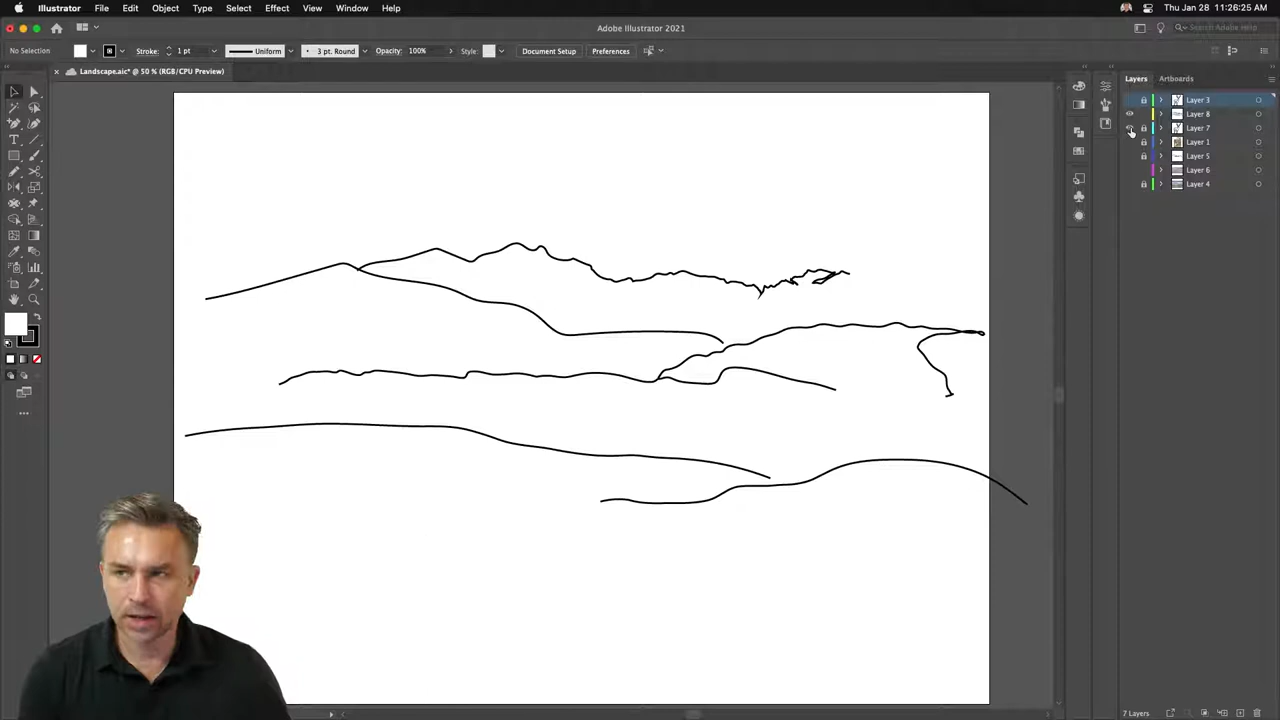 Illustrator File Edit Object Type Select Effect View Window Help Thu Jan 28 11:26:25 AM
Adobe Illustrator 2021 Search Adobe Help
No Selection Stroke: 1 pt Uniform 3 pt. Round Opacity: 100% Style: Document Setup Preferences
× Landscape.aic* @ 50 % (RGB/CPU Preview) Layers Artboards
Layer 3
Layer 8
Layer 7
Layer 1
Layer 5
Layer 6
Layer 4
7 Layers